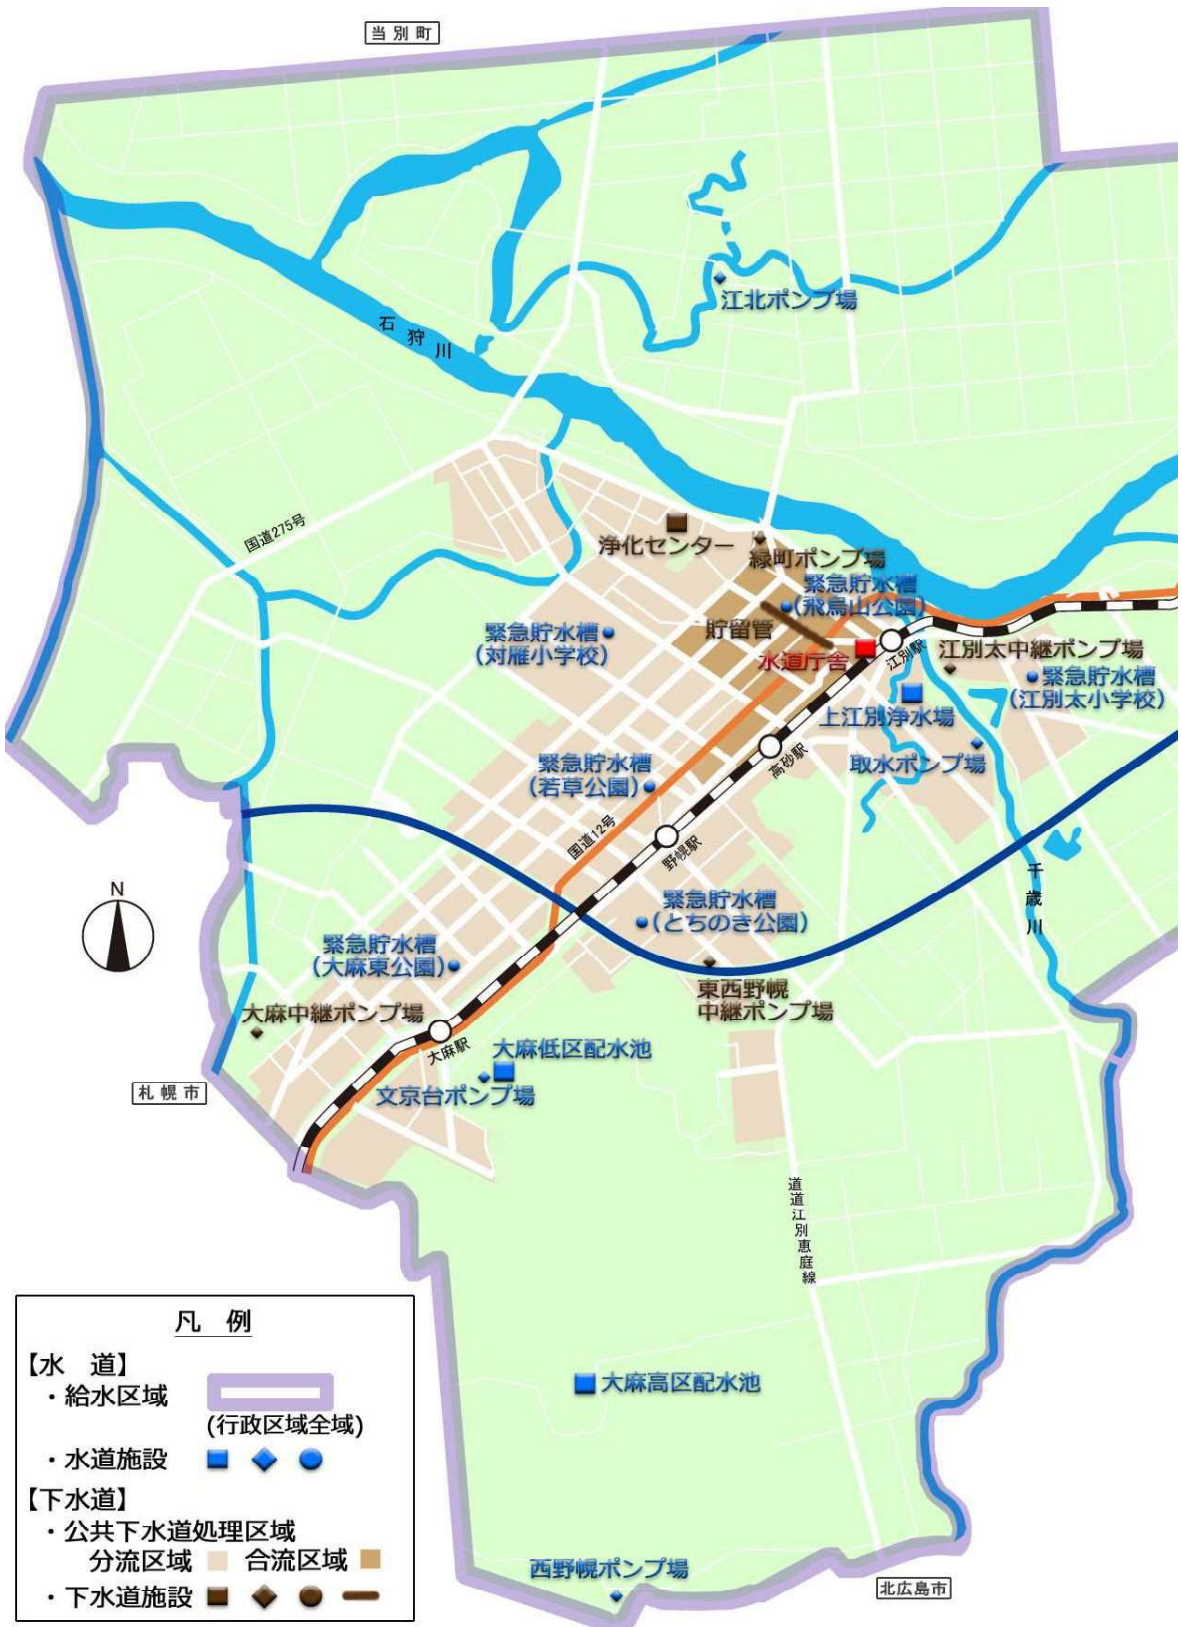 当別町
江北ポンプ場
石狩川
国道275号
浄化センター
緑町ポンプ場
緊急貯水槽
(飛鳥山公園)
貯留管
緊急貯水槽
(対雁小学校)
水道庁舎
江別駅
江別太中継ポンプ場
緊急貯水槽
(江別太小学校)
上江別浄水場
取水ポンプ場
高砂駅
緊急貯水槽
(若草公園)
国道12号
野幌駅
千歳川
N
緊急貯水槽
(とちのき公園)
緊急貯水槽
(大麻東公園)
東西野幌
中継ポンプ場
大麻中継ポンプ場
大麻駅
大麻低区配水池
文京台ポンプ場
札幌市
道道江別恵庭線
大麻高区配水池
西野幌ポンプ場
北広島市
凡 例
【水 道】
・給水区域
(行政区域全域)
・水道施設
【下水道】
・公共下水道処理区域
分流区域 合流区域
・下水道施設